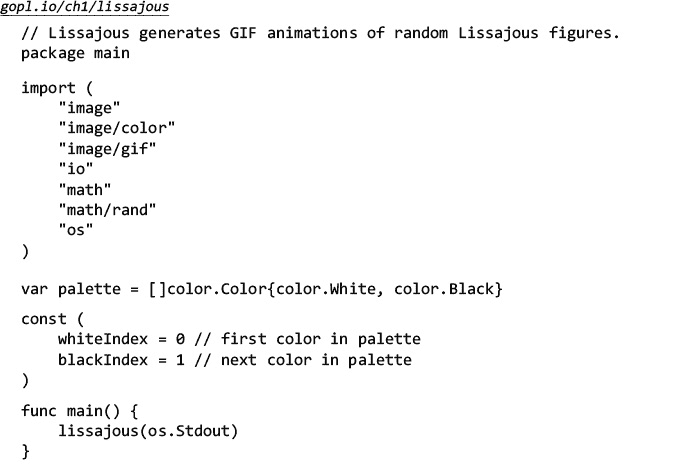 gopl.io/ch1/lissajous
// Lissajous generates GIF animations of random Lissajous figures.
package main
import (
    "image"
    "image/color"
    "image/gif"
    "io"
    "math"
    "math/rand"
    "os"
)
var palette = []color.Color{color.White, color.Black}
const (
    whiteIndex = 0 // first color in palette
    blackIndex = 1 // next color in palette
)
func main() {
    lissajous(os.Stdout)
}